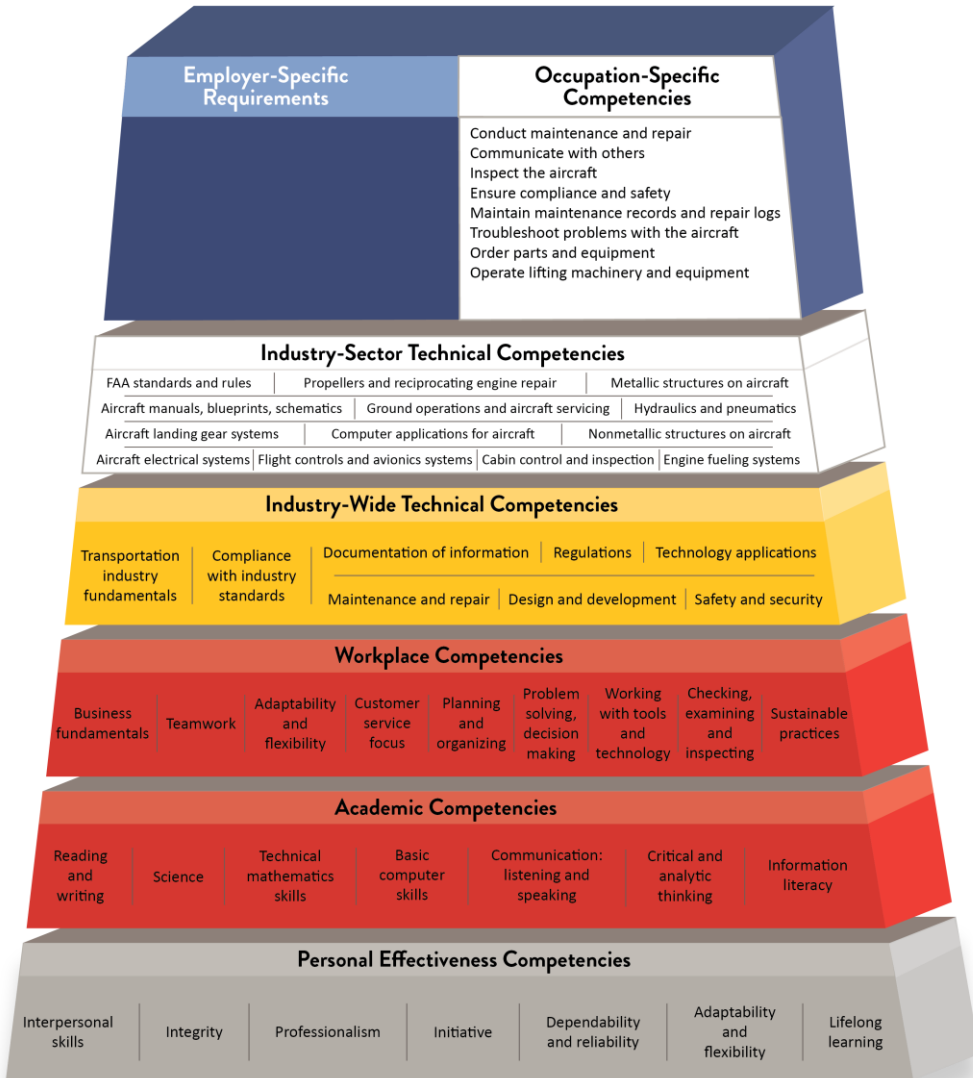 Employer-Specific
Requirements
Occupation-Specific
Competencies
Conduct maintenance and repair
Communicate with others
Inspect the aircraft
Ensure compliance and safety
Maintain maintenance records and repair logs
Troubleshoot problems with the aircraft
Order parts and equipment
Operate lifting machinery and equipment
Industry-Sector Technical Competencies
FAA standards and rules
Propellers and reciprocating engine repair
Metallic structures on aircraft
Aircraft manuals, blueprints, schematics
Ground operations and aircraft servicing
Hydraulics and pneumatics
Aircraft landing gear systems
Computer applications for aircraft
Nonmetallic structures on aircraft
Aircraft electrical systems
Flight controls and avionics systems
Cabin control and inspection
Engine fueling systems
Industry-Wide Technical Competencies
Transportation
industry
fundamentals
Compliance
with industry
standards
Documentation of information
Regulations
Technology applications
Maintenance and repair
Design and development
Safety and security
Workplace Competencies
Business
fundamentals
Teamwork
Adaptability
and
flexibility
Customer
service
focus
Planning
and
organizing
Problem
solving,
decision
making
Working
with tools
and
technology
Checking,
examining
and
inspecting
Sustainable
practices
Academic Competencies
Reading
and
writing
Science
Technical
mathematics
skills
Basic
computer
skills
Communication:
listening and
speaking
Critical and
analytic
thinking
Information
literacy
Personal Effectiveness Competencies
Interpersonal
skills
Integrity
Professionalism
Initiative
Dependability
and reliability
Adaptability
and
flexibility
Lifelong
learning